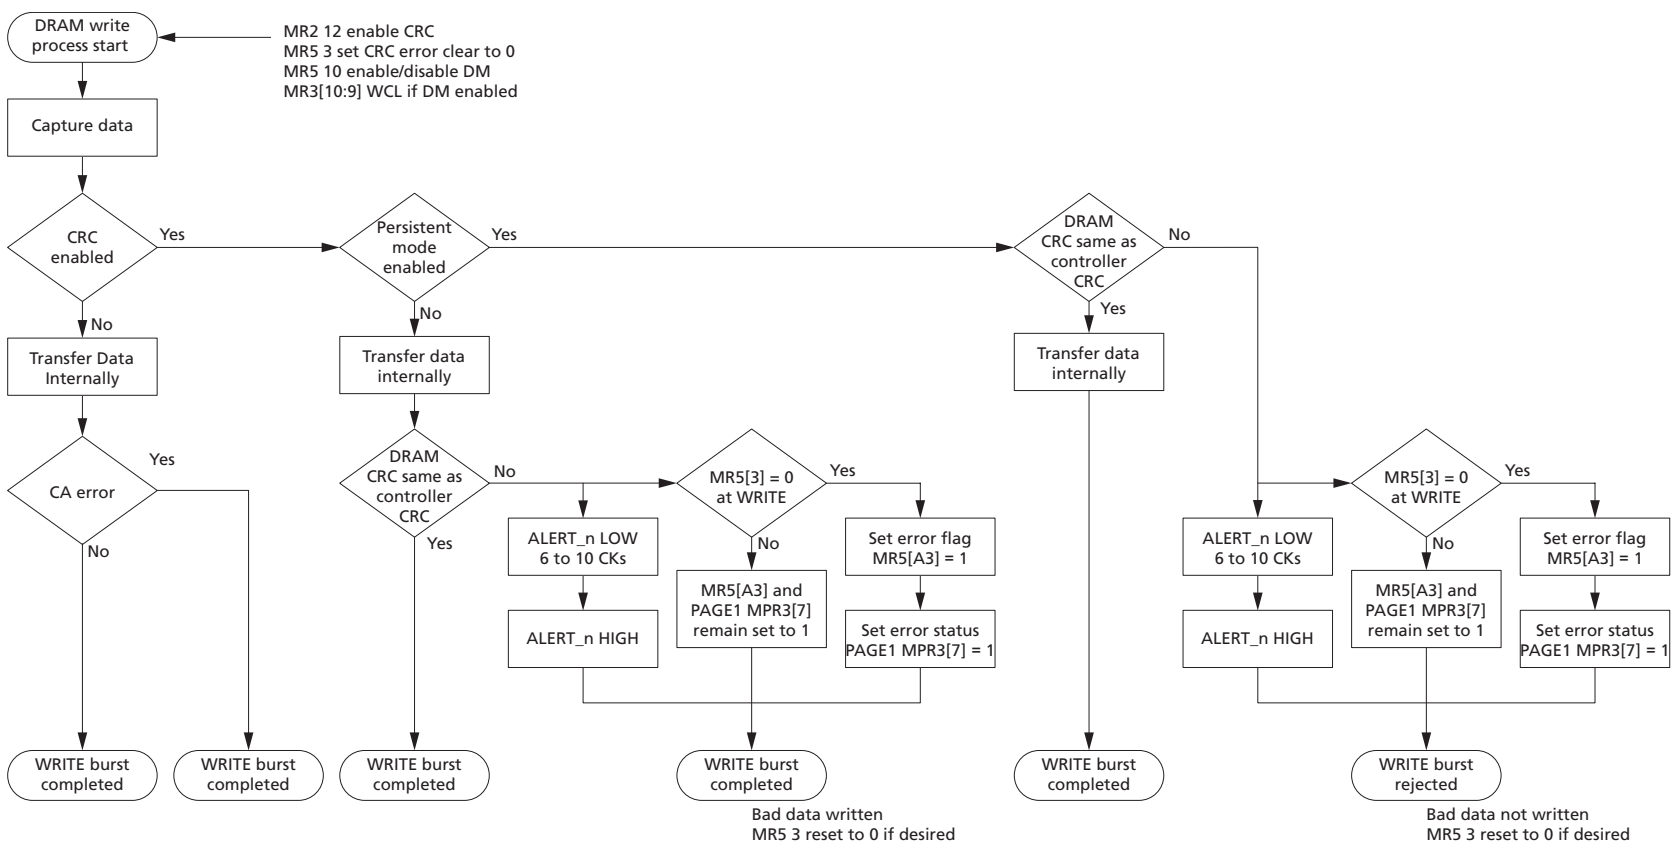 DRAM write
process start
MR2 12 enable CRC
MR5 3 set CRC error clear to 0
MR5 10 enable/disable DM
MR3[10:9] WCL if DM enabled
Capture data
CRC
enabled
Yes
No
Persistent
mode
enabled
Yes
No
DRAM
CRC same as
controller
CRC
No
Yes
Transfer Data
Internally
Transfer data
internally
Transfer data
internally
CA error
Yes
No
DRAM
CRC same as
controller
CRC
No
Yes
MR5[3] = 0
at WRITE
Yes
No
MR5[3] = 0
at WRITE
Yes
No
ALERT_n LOW
6 to 10 CKs
Set error flag
MR5[A3] = 1
ALERT_n LOW
6 to 10 CKs
Set error flag
MR5[A3] = 1
ALERT_n HIGH
MR5[A3] and
PAGE1 MPR3[7]
remain set to 1
Set error status
PAGE1 MPR3[7] = 1
ALERT_n HIGH
MR5[A3] and
PAGE1 MPR3[7]
remain set to 1
Set error status
PAGE1 MPR3[7] = 1
WRITE burst
completed
WRITE burst
completed
WRITE burst
completed
WRITE burst
completed
WRITE burst
completed
WRITE burst
rejected
Bad data written
MR5 3 reset to 0 if desired
Bad data not written
MR5 3 reset to 0 if desired